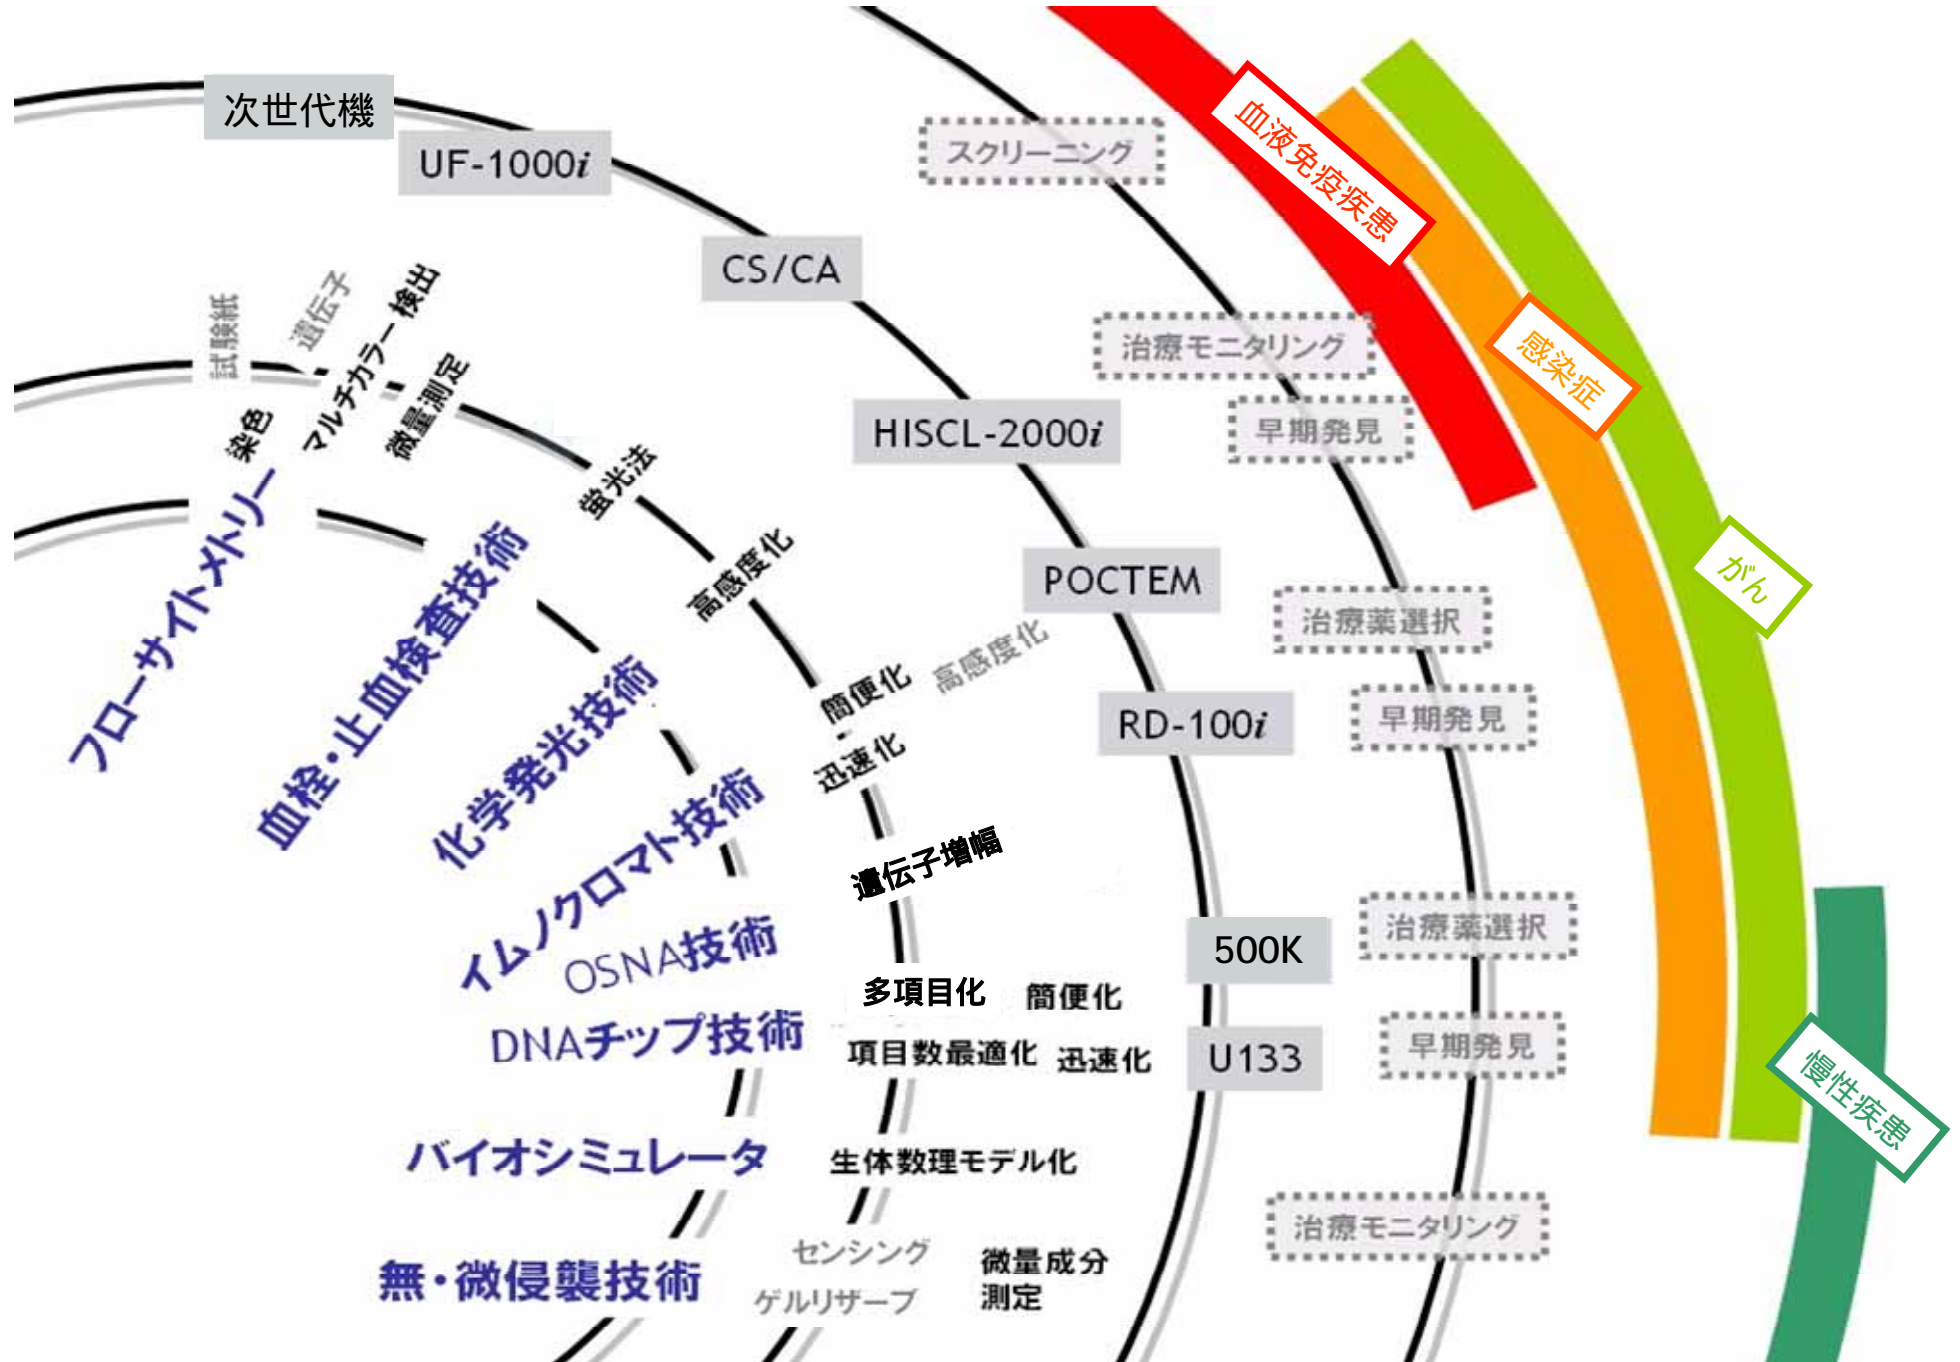 次世代機
UF-1000i
CS/CA
HISCL-2000i
POCTEM
RD-100i
500K
U133
試験紙
遺伝子
マルチカラー検出
染色
微量測定
蛍光法
高感度化
簡便化
高感度化
迅速化
遺伝子増幅
多項目化
簡便化
項目数最適化
迅速化
生体数理モデル化
センシング
ゲルリザーブ
微量成分
測定
フローサイトメトリー
血栓・止血検査技術
化学発光技術
イムノクロマト技術
OSNA技術
DNAチップ技術
バイオシミュレータ
無・微侵襲技術
スクリーニング
治療モニタリング
早期発見
治療薬選択
早期発見
治療薬選択
早期発見
治療モニタリング
血液免疫疾患
感染症
がん
慢性疾患